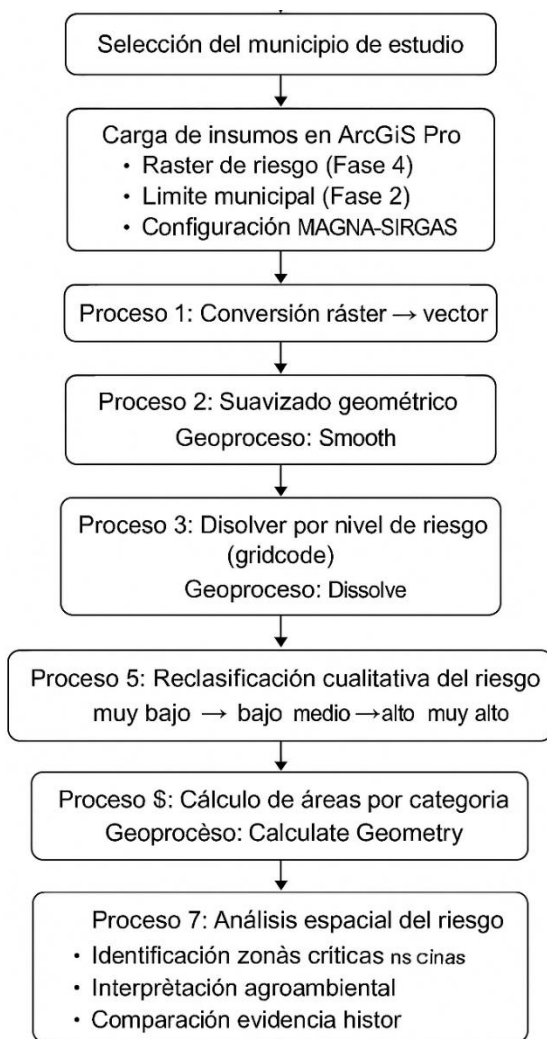 Selección del municipio de estudio
Carga de insumos en ArcGiS Pro
• Raster de riesgo (Fase 4)
• Limite municipal (Fase 2)
• Configuración MAGNA-SIRGAS
Proceso 1: Conversión ráster → vector
Proceso 2: Suavizado geométrico
Geoproceso: Smooth
Proceso 3: Disolver por nivel de riesgo
(gridcode)
Geoproceso: Dissolve
Proceso 5: Reclasificación cualitativa del riesgo
muy bajo → bajo medio →alto muy alto
Proceso $: Cálculo de áreas por categoria
Geoprocèso: Calculate Geometry
Proceso 7: Análisis espacial del riesgo
• Identificación zonàs críticas ns cinas
• Interprètación agroambiental
• Comparación evidencia histor